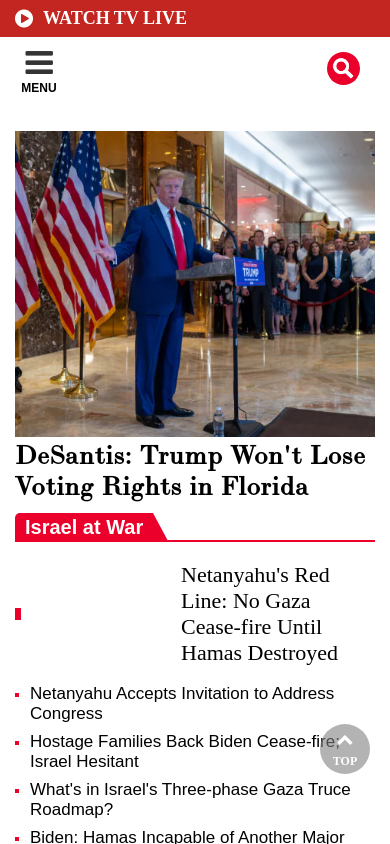 WATCH TV LIVE
MENU
TRUMP
DeSantis: Trump Won't Lose
Voting Rights in Florida
Israel at War
Netanyahu's Red
Line: No Gaza
Cease-fire Until
Hamas Destroyed
Netanyahu Accepts Invitation to Address
Congress
Hostage Families Back Biden Cease-fire;
Israel Hesitant
What's in Israel's Three-phase Gaza Truce
Roadmap?
TOP
Biden: Hamas Incapable of Another Major